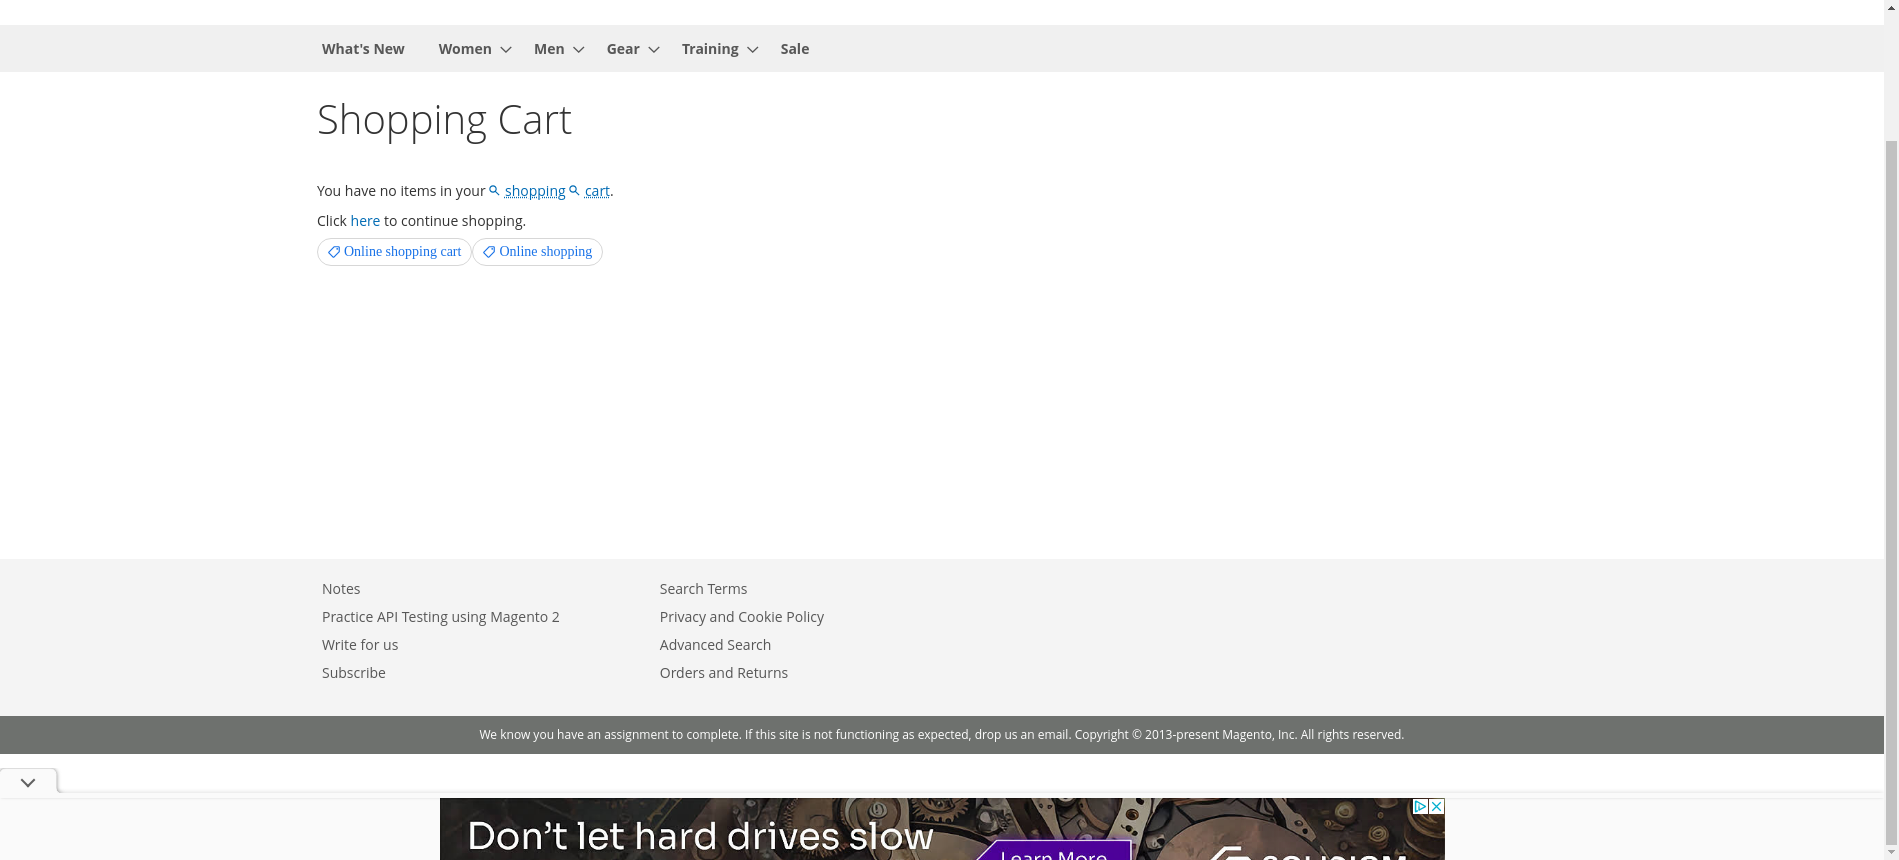 What's New Women Men Gear Training Sale
Shopping Cart
You have no items in your shopping cart.
Click here to continue shopping.
Online shopping cart Online shopping
Notes
Practice API Testing using Magento 2
Write for us
Subscribe
Search Terms
Privacy and Cookie Policy
Advanced Search
Orders and Returns
We know you have an assignment to complete. If this site is not functioning as expected, drop us an email. Copyright © 2013-present Magento, Inc. All rights reserved.
Don't let hard drives slow
Learn More